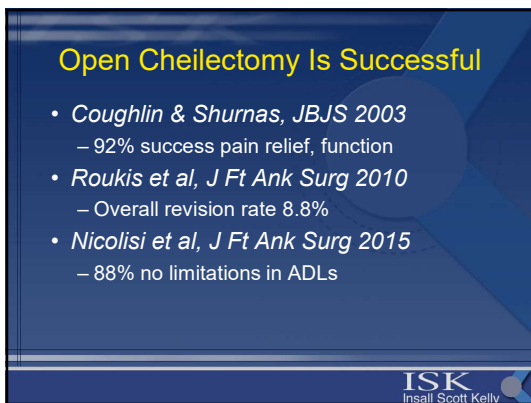 Open Cheilectomy Is Successful
• Coughlin & Shurnas, JBJS 2003
– 92% success pain relief, function
• Roukis et al, J Ft Ank Surg 2010
– Overall revision rate 8.8%
• Nicolisi et al, J Ft Ank Surg 2015
– 88% no limitations in ADLs
ISK
Insall Scott Kelly